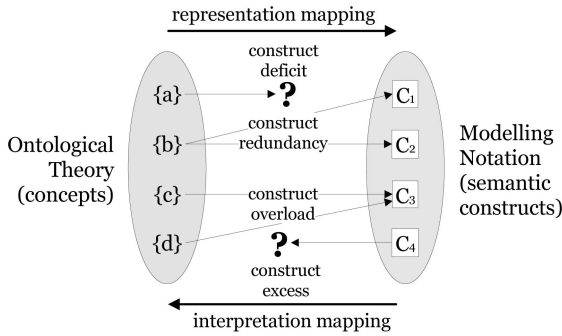 representation mapping
construct
deficit
{a}
?
C1
{b}
construct
redundancy
C2
Ontological
Theory
(concepts)
Modelling
Notation
(semantic
constructs)
{c}
construct
overload
C3
{d}
?
C4
construct
excess
interpretation mapping